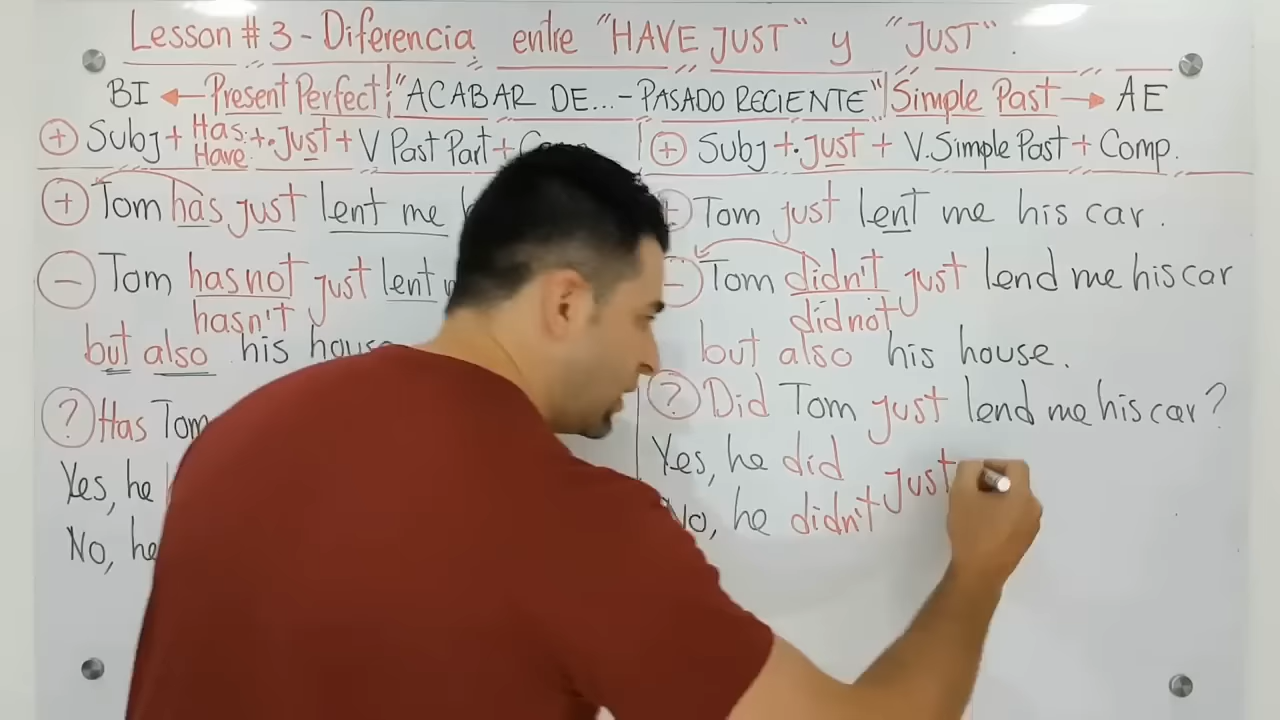 Lesson # 3 - Diferencia entre "HAVE JUST" y "JUST".
BI ← Present Perfect "ACABAR DE... - PASADO RECIENTE" Simple Past → AE
+ Subj + Has Have + Just + V Past Part +
+ Tom has just lent me
- Tom has not just lent
hasn't
but also his house
? Has Tom
Yes, he
No, he
+ Subj + Just + V. Simple Past + Comp.
Tom just lent me his car.
- Tom didn't just lend me his car
did not
but also his house.
? Did Tom just lend me his car?
Yes, he did
No, he didn't just